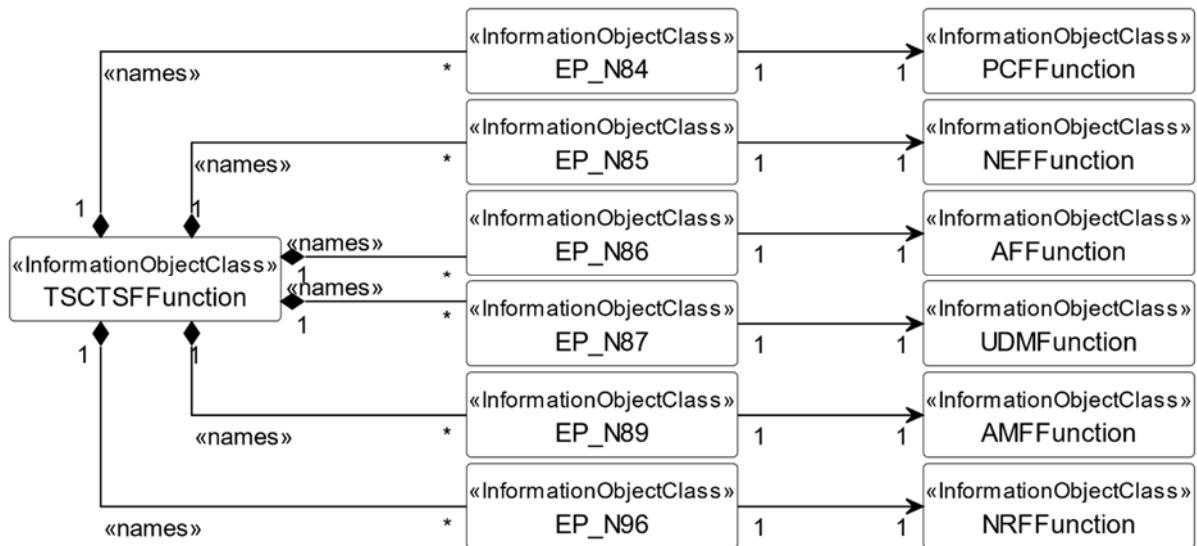 «InformationObjectClass»
EP_N84
«InformationObjectClass»
PCFFunction
«names»
*
1
1
«InformationObjectClass»
EP_N85
«InformationObjectClass»
NEFFunction
«names»
*
1
1
1
1
«InformationObjectClass»
EP_N86
«InformationObjectClass»
AFFunction
«names»
1
*
1
1
«InformationObjectClass»
TSCTSFFunction
«names»
1
*
«InformationObjectClass»
EP_N87
1
1
«InformationObjectClass»
UDMFunction
1
1
«InformationObjectClass»
EP_N89
«InformationObjectClass»
AMFFunction
«names»
*
1
1
«InformationObjectClass»
EP_N96
«InformationObjectClass»
NRFFunction
«names»
*
1
1